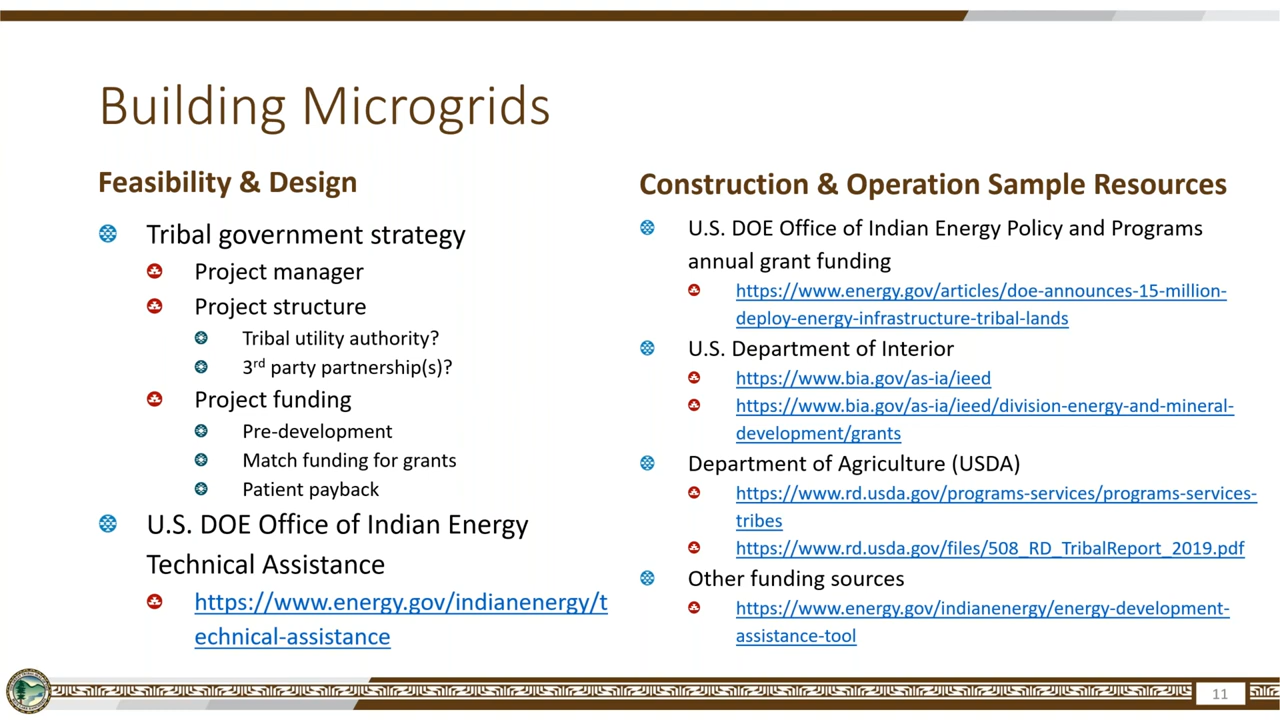 Building Microgrids
Feasibility & Design
Tribal government strategy
Project manager
Project structure
Tribal utility authority?
3rd party partnership(s)?
Project funding
Pre-development
Match funding for grants
Patient payback
U.S. DOE Office of Indian Energy
Technical Assistance
https://www.energy.gov/indianenergy/t
echnical-assistance
Construction & Operation Sample Resources
U.S. DOE Office of Indian Energy Policy and Programs
annual grant funding
https://www.energy.gov/articles/doe-announces-15-million-
deploy-energy-infrastructure-tribal-lands
U.S. Department of Interior
https://www.bia.gov/as-ia/ieed
https://www.bia.gov/as-ia/ieed/division-energy-and-mineral-
development/grants
Department of Agriculture (USDA)
https://www.rd.usda.gov/programs-services/programs-services-
tribes
https://www.rd.usda.gov/files/508_RD_TribalReport_2019.pdf
Other funding sources
https://www.energy.gov/indianenergy/energy-development-
assistance-tool
11